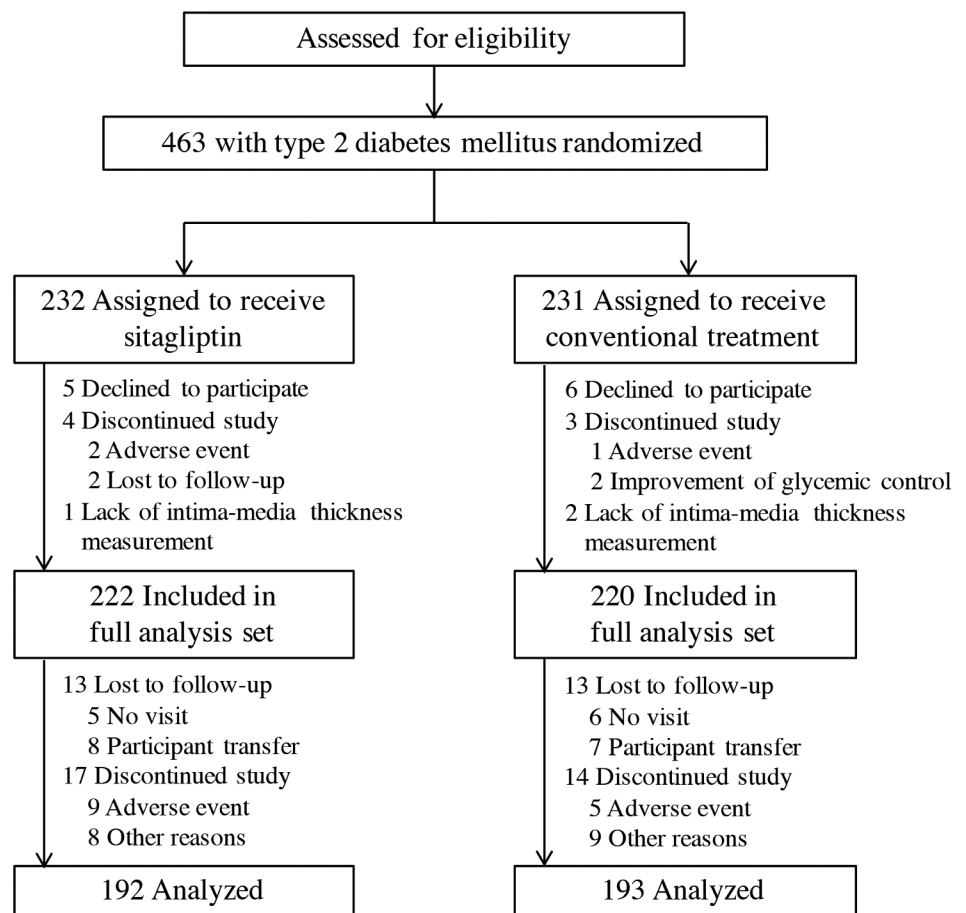 Assessed for eligibility
463 with type 2 diabetes mellitus randomized
232 Assigned to receive
sitagliptin
5 Declined to participate
4 Discontinued study
2 Adverse event
2 Lost to follow-up
1 Lack of intima-media thickness
measurement
222 Included in
full analysis set
13 Lost to follow-up
5 No visit
8 Participant transfer
17 Discontinued study
9 Adverse event
8 Other reasons
192 Analyzed
231 Assigned to receive
conventional treatment
6 Declined to participate
3 Discontinued study
1 Adverse event
2 Improvement of glycemic control
2 Lack of intima-media thickness
measurement
220 Included in
full analysis set
13 Lost to follow-up
6 No visit
7 Participant transfer
14 Discontinued study
5 Adverse event
9 Other reasons
193 Analyzed